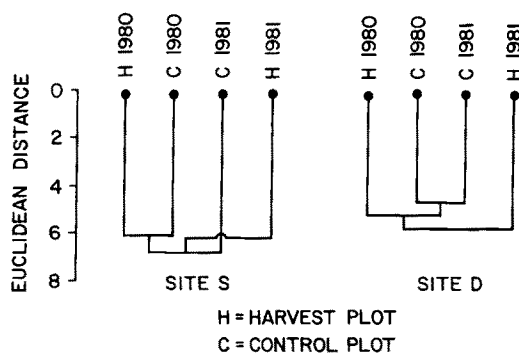 H 1980
C 1980
C 1981
H 1981
H 1980
C 1980
C 1981
H 1981
EUCLIDEAN DISTANCE
0
2
4
6
8
SITE S
SITE D
H = HARVEST PLOT
C = CONTROL PLOT